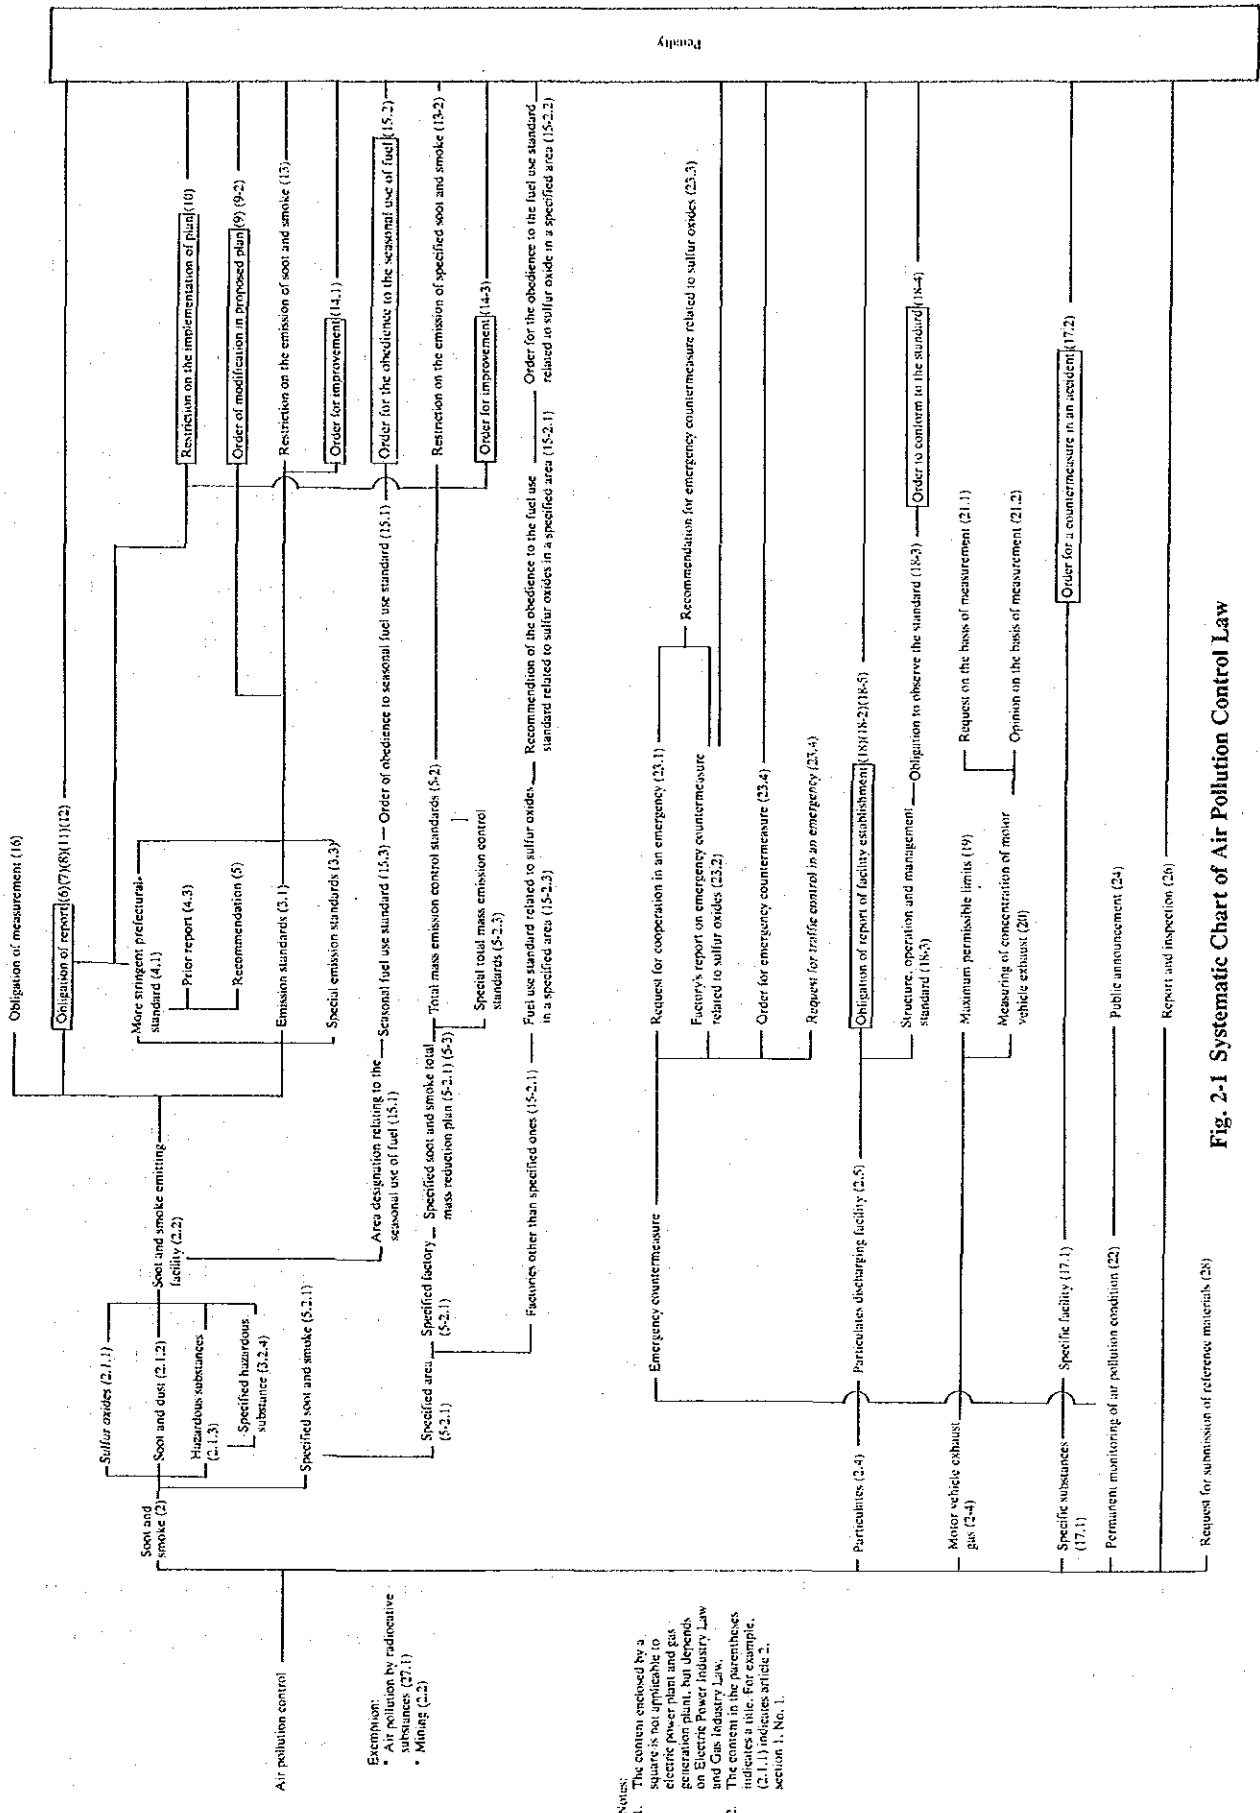 Penalty
Obligation of measurement (16)
Obligation of report (6)(7)(8)(11)(12)
More stringent prefectural
standard (4.1)
Prior report (4.3)
Recommendation (5)
Emission standards (3.1)
Special emission standards (3.3)
Restriction on the implementation of plan (10)
Order of modification in proposed plan (9) (9-2)
Restriction on the emission of soot and smoke (13)
Order for improvement (14.1)
Soot and
smoke (2)
Sulfur oxides (2.1.1)
Soot and dust (2.1.2)
Hazardous substances
(2.1.3)
Specified hazardous
substance (3.2.4)
Specified soot and smoke (5.2.1)
Soot and smoke emitting
facility (2.2)
Area designation relating to the
seasonal use of fuel (15.1)
Seasonal fuel use standard (15.3)
Order of obedience to seasonal fuel use standard (15.1)
Order for the obedience to the seasonal use of fuel (15.2)
Specified area
(5-2.1)
Specified factory
(5-2.1)
Specified soot and smoke total
mass reduction plan (5-2.1) (5-3)
Total mass emission control standards (5-2)
Special total mass emission control
standards (5-2.3)
Restriction on the emission of specified soot and smoke (13-2)
Order for improvement (14-3)
Factories other than specified ones (15-2.1)
Fuel use standard related to sulfur oxides
in a specified area (15-2.3)
Recommendtion of the obedience to the fuel use
standard related to sulfur oxides in a specified area (15-2.1)
Order for the obedience to the fuel use standard
related to sulfur oxide in a specified area (15-2.2)
Air pollution control
Exemption:
* Air pollution by radiocative
substances (27.1)
* Mining (2.2)
Emergency countermeasure
Request for cooperation in an emergency (23.1)
Factory's report on emergency countermeasure
related to sulfur oxides (23.2)
Recommendation for emergency countermeasure related to sulfur oxides (23.3)
Order for emergency countermeasure (23.4)
Request for traffic control in an emergency (23.4)
Particulates (2.4)
Particulates discharging facility (2.5)
Obligation of report of facility establishment (18)(18-2)(18-5)
Structure, operation and management
standard (18-3)
Obligation to observe the standard (18-3)
Order to conform to the standard (18-4)
Motor vehicle exhaust
gas (2-4)
Maximum permissible limits (19)
Measuring of concentration of motor
vehicle exhaust (20)
Request on the basis of measurement (21.1)
Opinion on the basis of measurement (21.2)
Specific substances
(17.1)
Specific facility (17.1)
Order for a countermeasure in an accident (17.2)
Permanent monitoring of air pollution condition (22)
Public announcement (24)
Report and inspection (26)
Request for submission of reference materials (28)
Notes:
1. The content enclosed by a
square is not applicable to
electric power plant and gas
generation plant, but depends
on Electric Power Industry Law
and Gas Industry Law.
2. The content in the parentheses
indicates a title. For example,
(2.1.1) indicates article 2,
section 1, No. 1.
Fig. 2-1 Systematic Chart of Air Pollution Control Law